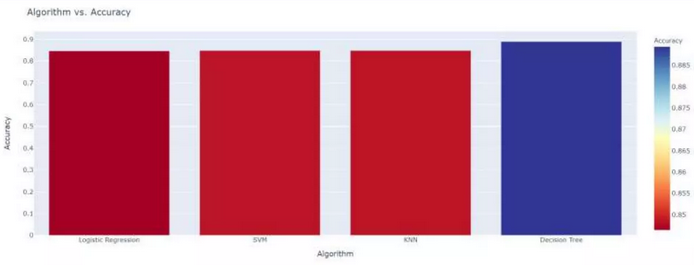 Algorithm vs. Accuracy
Accuracy
0.9
0.8
0.7
0.6
0.5
0.4
0.3
0.2
0.1
0
Logistic Regression
SVM
KNN
Decision Tree
Algorithm
Accuracy
0.885
0.88
0.875
0.87
0.865
0.86
0.855
0.85